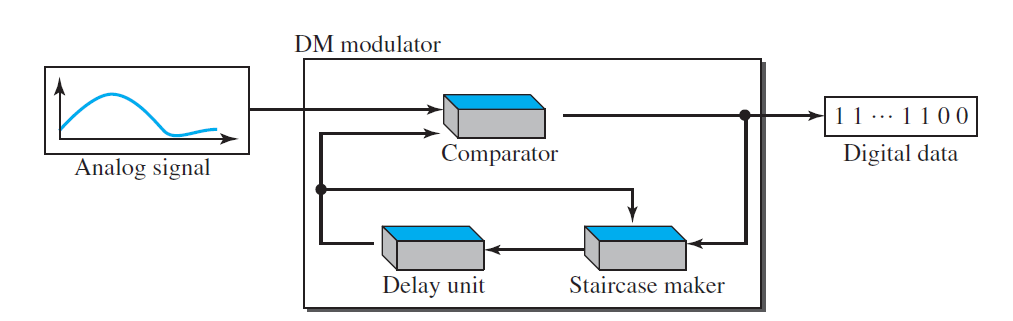 DM modulator
Analog signal
Comparator
1 1 ··· 1 1 0 0
Digital data
Delay unit
Staircase maker